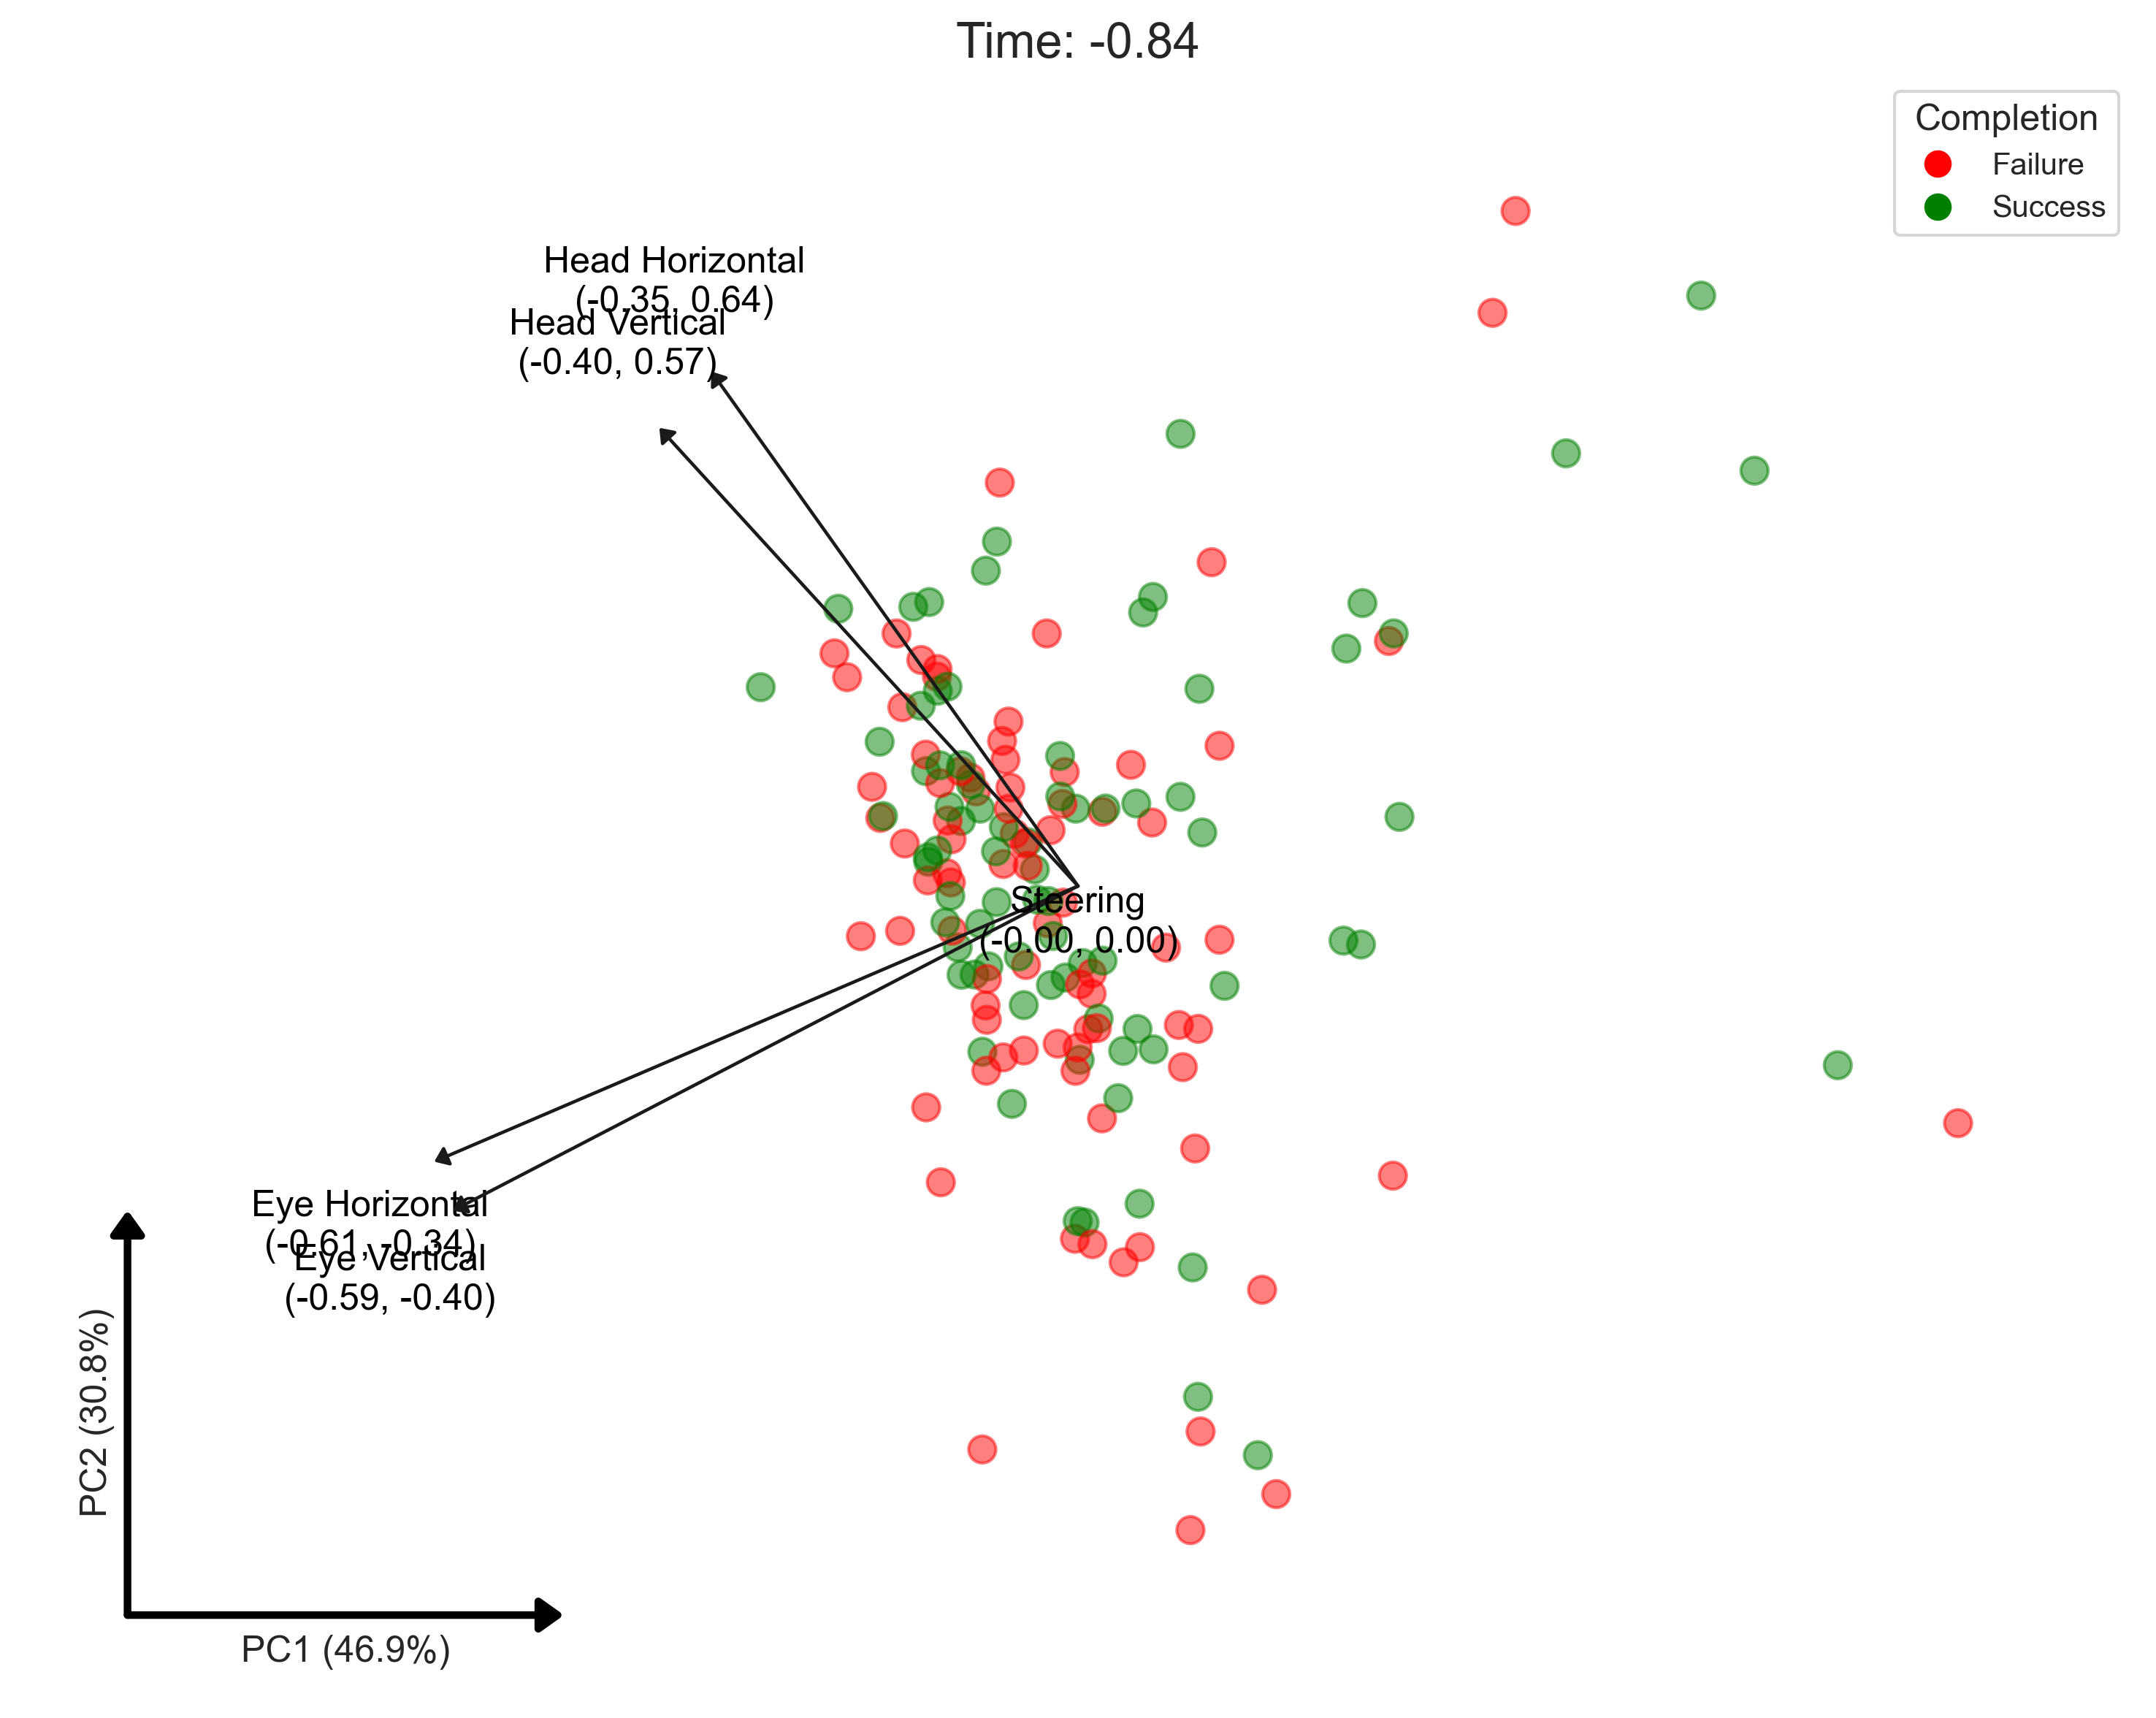 Time: -0.84
Completion
Failure
Success
Head Horizontal
(-0.35, 0.64)
Head Vertical
(-0.40, 0.57)
Steering
(-0.00, 0.00)
Eye Horizontal
(-0.61, -0.34)
Eye Vertical
(-0.59, -0.40)
PC2 (30.8%)
PC1 (46.9%)